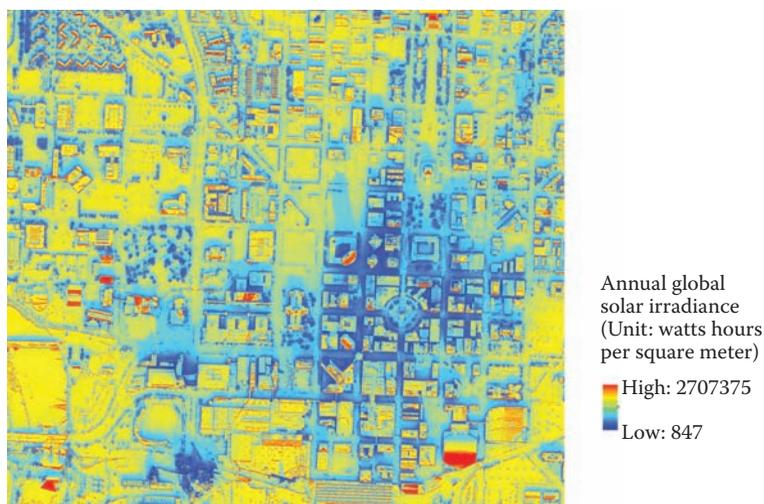 Annual global
solar irradiance
(Unit: watts hours
per square meter)
High: 2707375
Low: 847